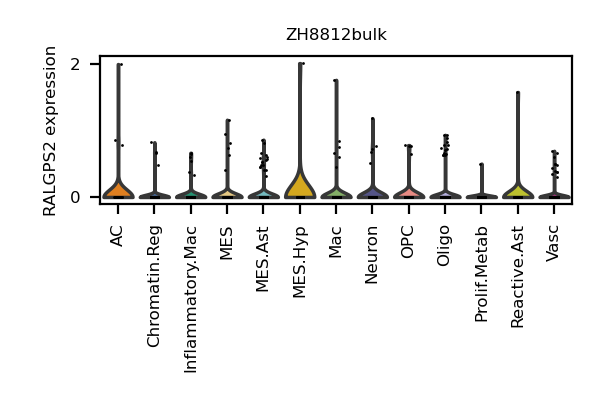 ZH8812bulk
RALGPS2 expression
2
0
AC
Chromatin.Reg
Inflammatory.Mac
MES
MES.Ast
MES.Hyp
Mac
Neuron
OPC
Oligo
Prolif.Metab
Reactive.Ast
Vasc